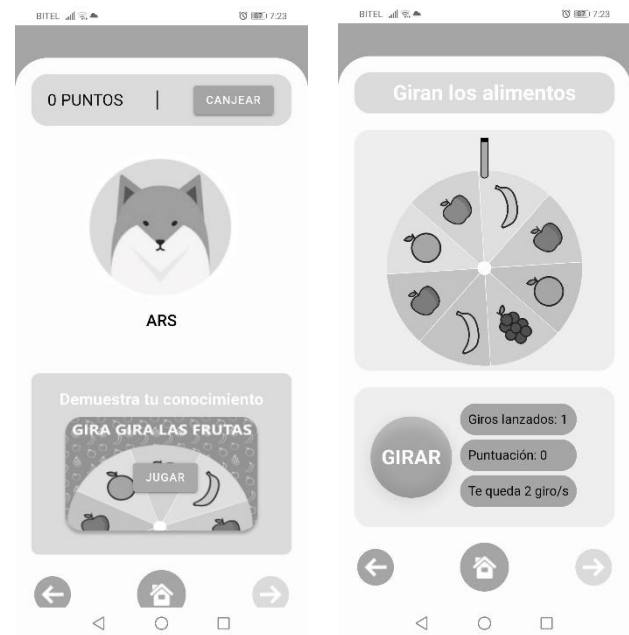 BITEL 7:23
0 PUNTOS | CANJEAR
ARS
Demuestra tu conocimiento
GIRA GIRA LAS FRUTAS
JUGAR
BITEL 7:23
Giran los alimentos
GIRAR
Giros lanzados: 1
Puntuación: 0
Te queda 2 giro/s